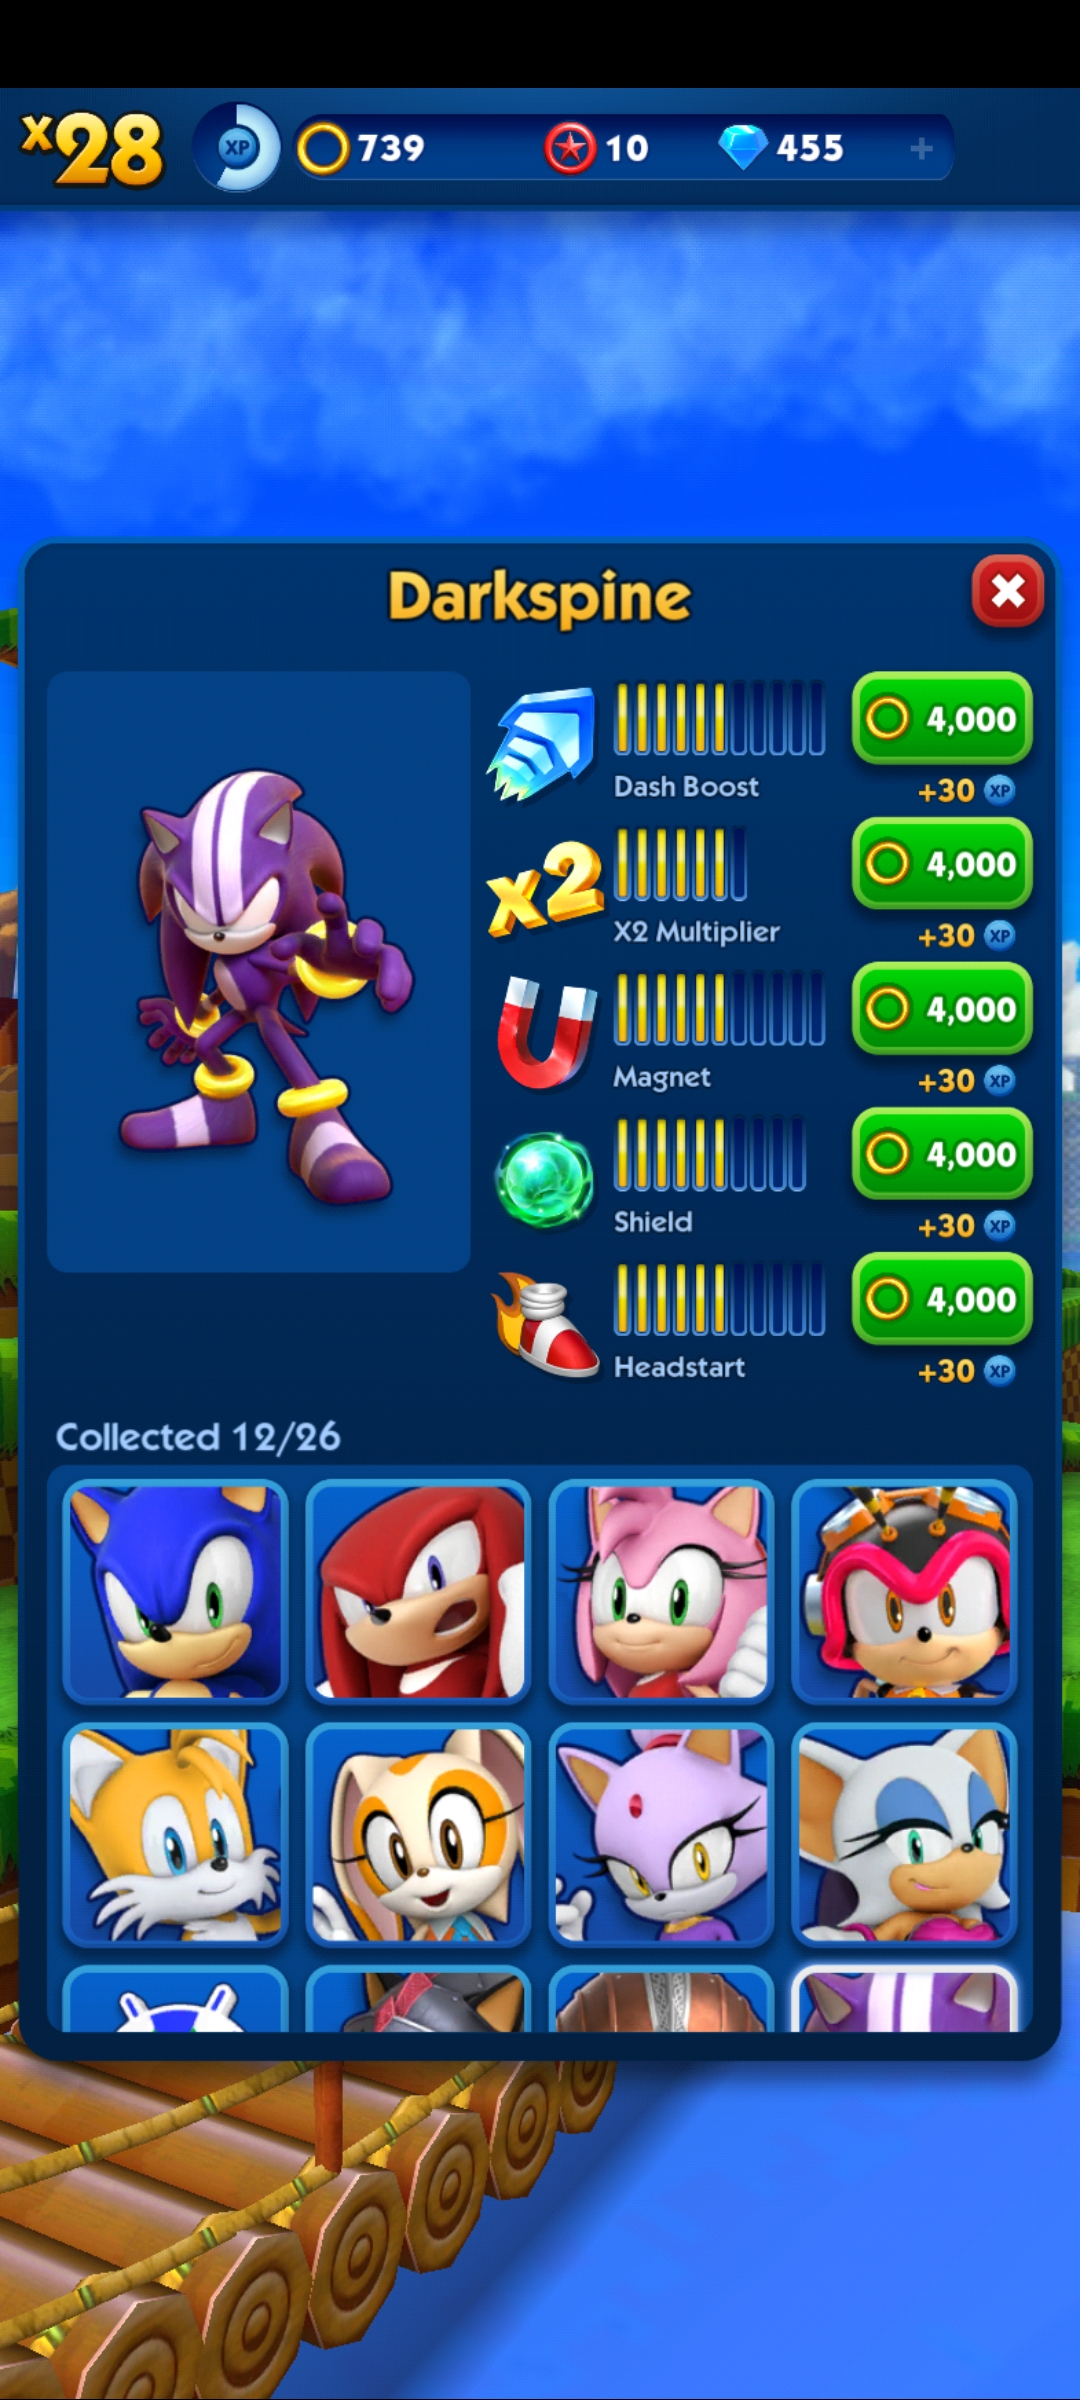 x28 XP 739 10 455 +
Darkspine
4,000
Dash Boost +30 XP
x2 4,000
X2 Multiplier +30 XP
4,000
Magnet +30 XP
4,000
Shield +30 XP
4,000
Headstart +30 XP
Collected 12/26